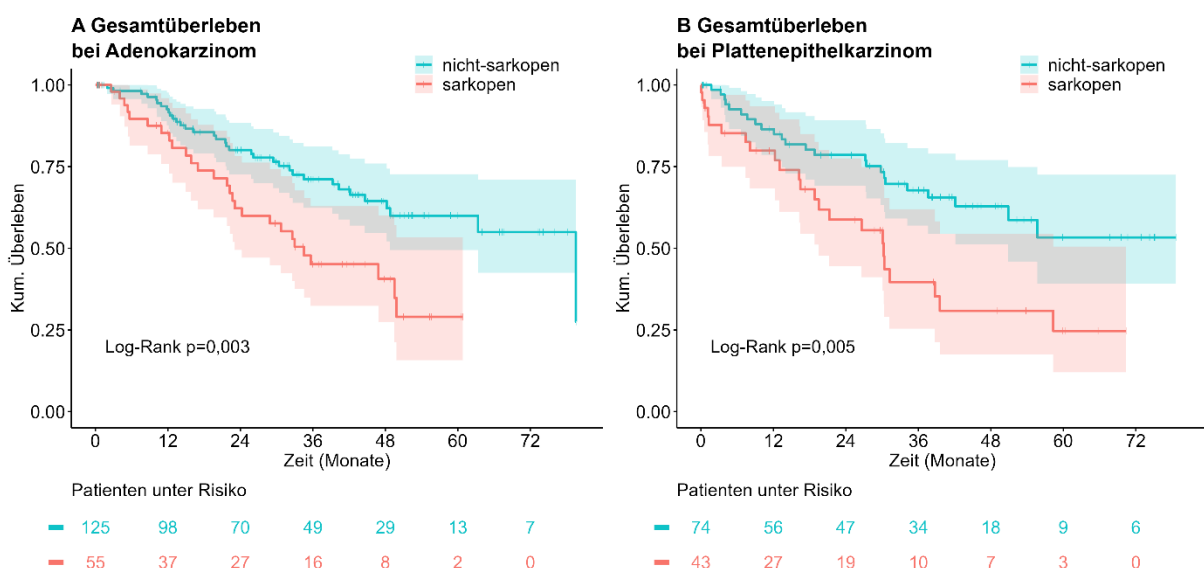 A Gesamtüberleben
bei Adenokarzinom
nicht-sarkopen
sarkopen
Kum. Überleben
1.00
0.75
0.50
0.25
0.00
Log-Rank p=0,003
0 12 24 36 48 60 72
Zeit (Monate)
Patienten unter Risiko
125 98 70 49 29 13 7
55 37 27 16 8 2 0
B Gesamtüberleben
bei Plattenepithelkarzinom
nicht-sarkopen
sarkopen
Kum. Überleben
1.00
0.75
0.50
0.25
0.00
Log-Rank p=0,005
0 12 24 36 48 60 72
Zeit (Monate)
Patienten unter Risiko
74 56 47 34 18 9 6
43 27 19 10 7 3 0